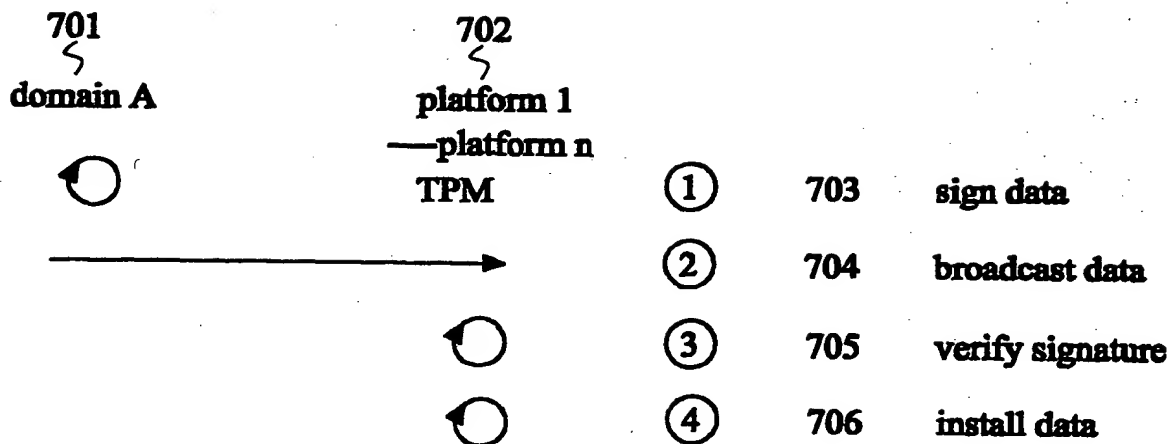 701 702
domain A platform 1
—platform n
TPM 1 703 sign data
2 704 broadcast data
3 705 verify signature
4 706 install data